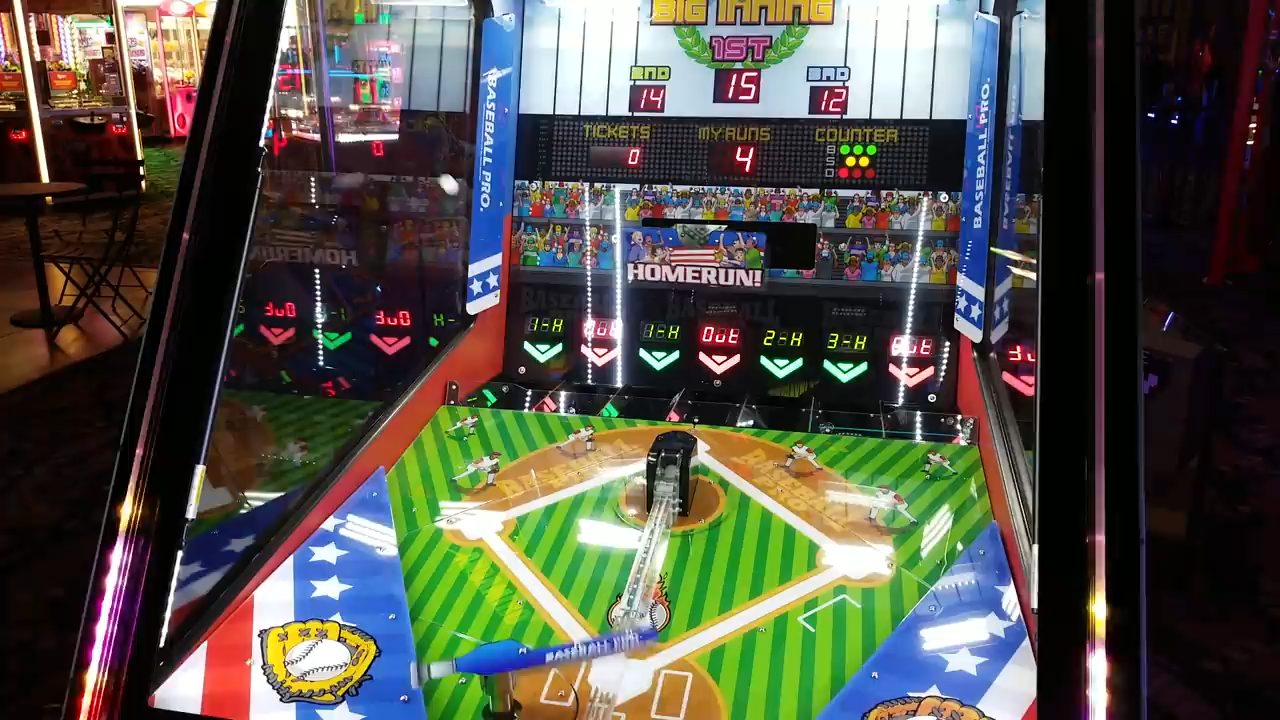 BIG INNING
1ST
2ND
15
3RD
14
12
TICKETS
MY RUNS
COUNTER
0
4
B
S
O
BASEBALL PRO.
BASEBALL PRO.
HOMERUN!
1-H
Out
1-H
Out
2-H
3-H
Out